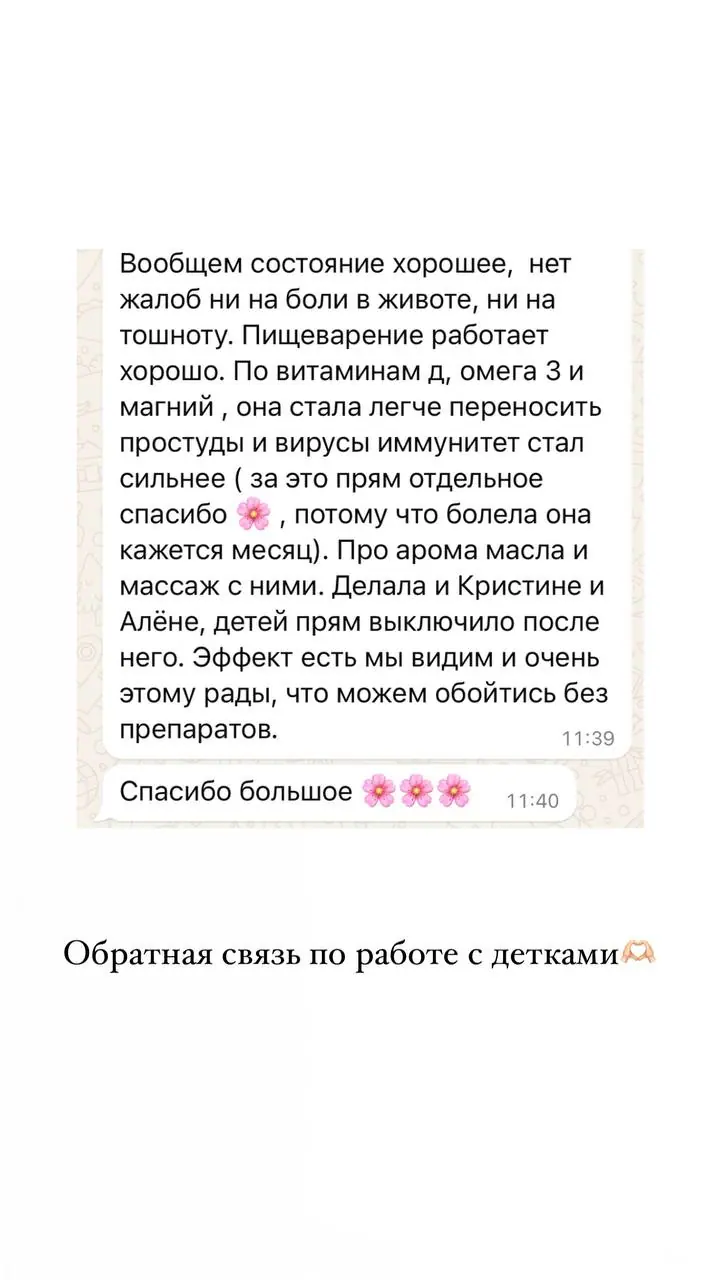 Вообщем состояние хорошее,  нет
жалоб ни на боли в животе, ни на
тошноту. Пищеварение работает
хорошо. По витаминам д, омега 3 и
магний , она стала легче переносить
простуды и вирусы иммунитет стал
сильнее ( за это прям отдельное
спасибо 🌸 , потому что болела она
кажется месяц). Про арома масла и
массаж с ними. Делала и Кристине и
Алёне, детей прям выключило после
него. Эффект есть мы видим и очень
этому рады, что можем обойтись без
препаратов.
11:39
Спасибо большое 🌸🌸🌸
11:40
Обратная связь по работе с детками🫶🏻